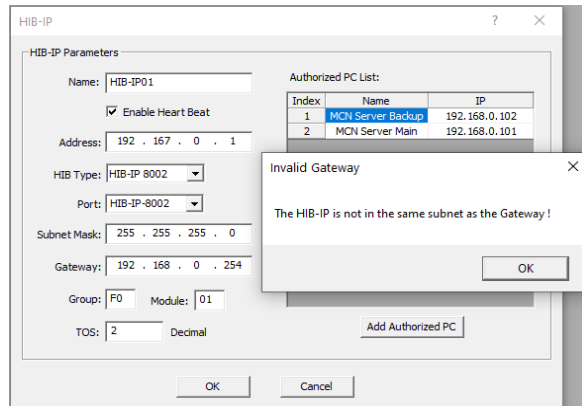 HIB-IP
HIB-IP Parameters
Name: HIB-IP01
Enable Heart Beat
Address: 192 . 167 . 0 . 1
HIB Type: HIB-IP 8002
Port: HIB-IP-8002
Subnet Mask: 255 . 255 . 255 . 0
Gateway: 192 . 168 . 0 . 254
Group: F0 Module: 01
TOS: 2 Decimal
Authorized PC List:
Index Name IP
1 MCN Server Backup 192.168.0.102
2 MCN Server Main 192.168.0.101
Add Authorized PC
OK Cancel
Invalid Gateway
The HIB-IP is not in the same subnet as the Gateway !
OK